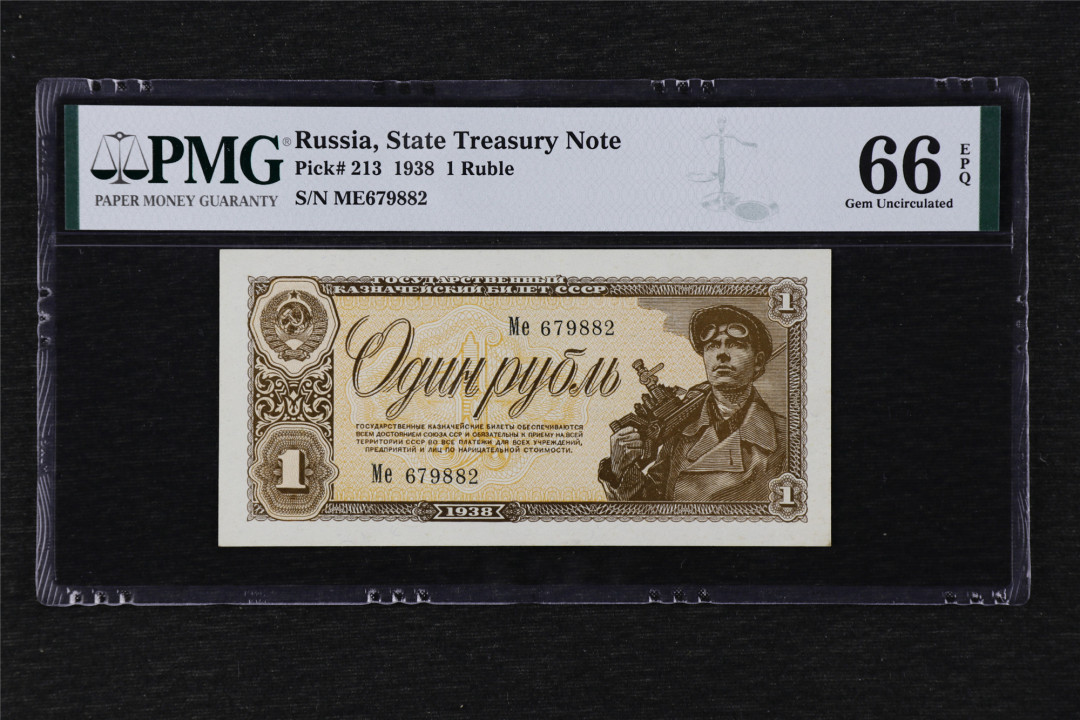 PMG®
PAPER MONEY GUARANTY
Russia, State Treasury Note
Pick# 213 1938 1 Ruble
S/N ME679882
66
EPQ
Gem Uncirculated
ГОСУДАРСТВЕННЫЙ
КАЗНАЧЕЙСКИЙ БИЛЕТ СССР
1
Ме 679882
Один рубль
ГОСУДАРСТВЕННЫЕ КАЗНАЧЕЙСКИЕ БИЛЕТЫ ОБЕСПЕЧИВАЮТСЯ
ВСЕМ ДОСТОЯНИЕМ СОЮЗА ССР И ОБЯЗАТЕЛЬНЫ К ПРИЕМУ НА ВСЕЙ
ТЕРРИТОРИИ СССР ВО ВСЕ ПЛАТЕЖИ ДЛЯ ВСЕХ УЧРЕЖДЕНИЙ,
ПРЕДПРИЯТИЙ И ЛИЦ ПО НАРИЦАТЕЛЬНОЙ СТОИМОСТИ.
1
Ме 679882
1
1938